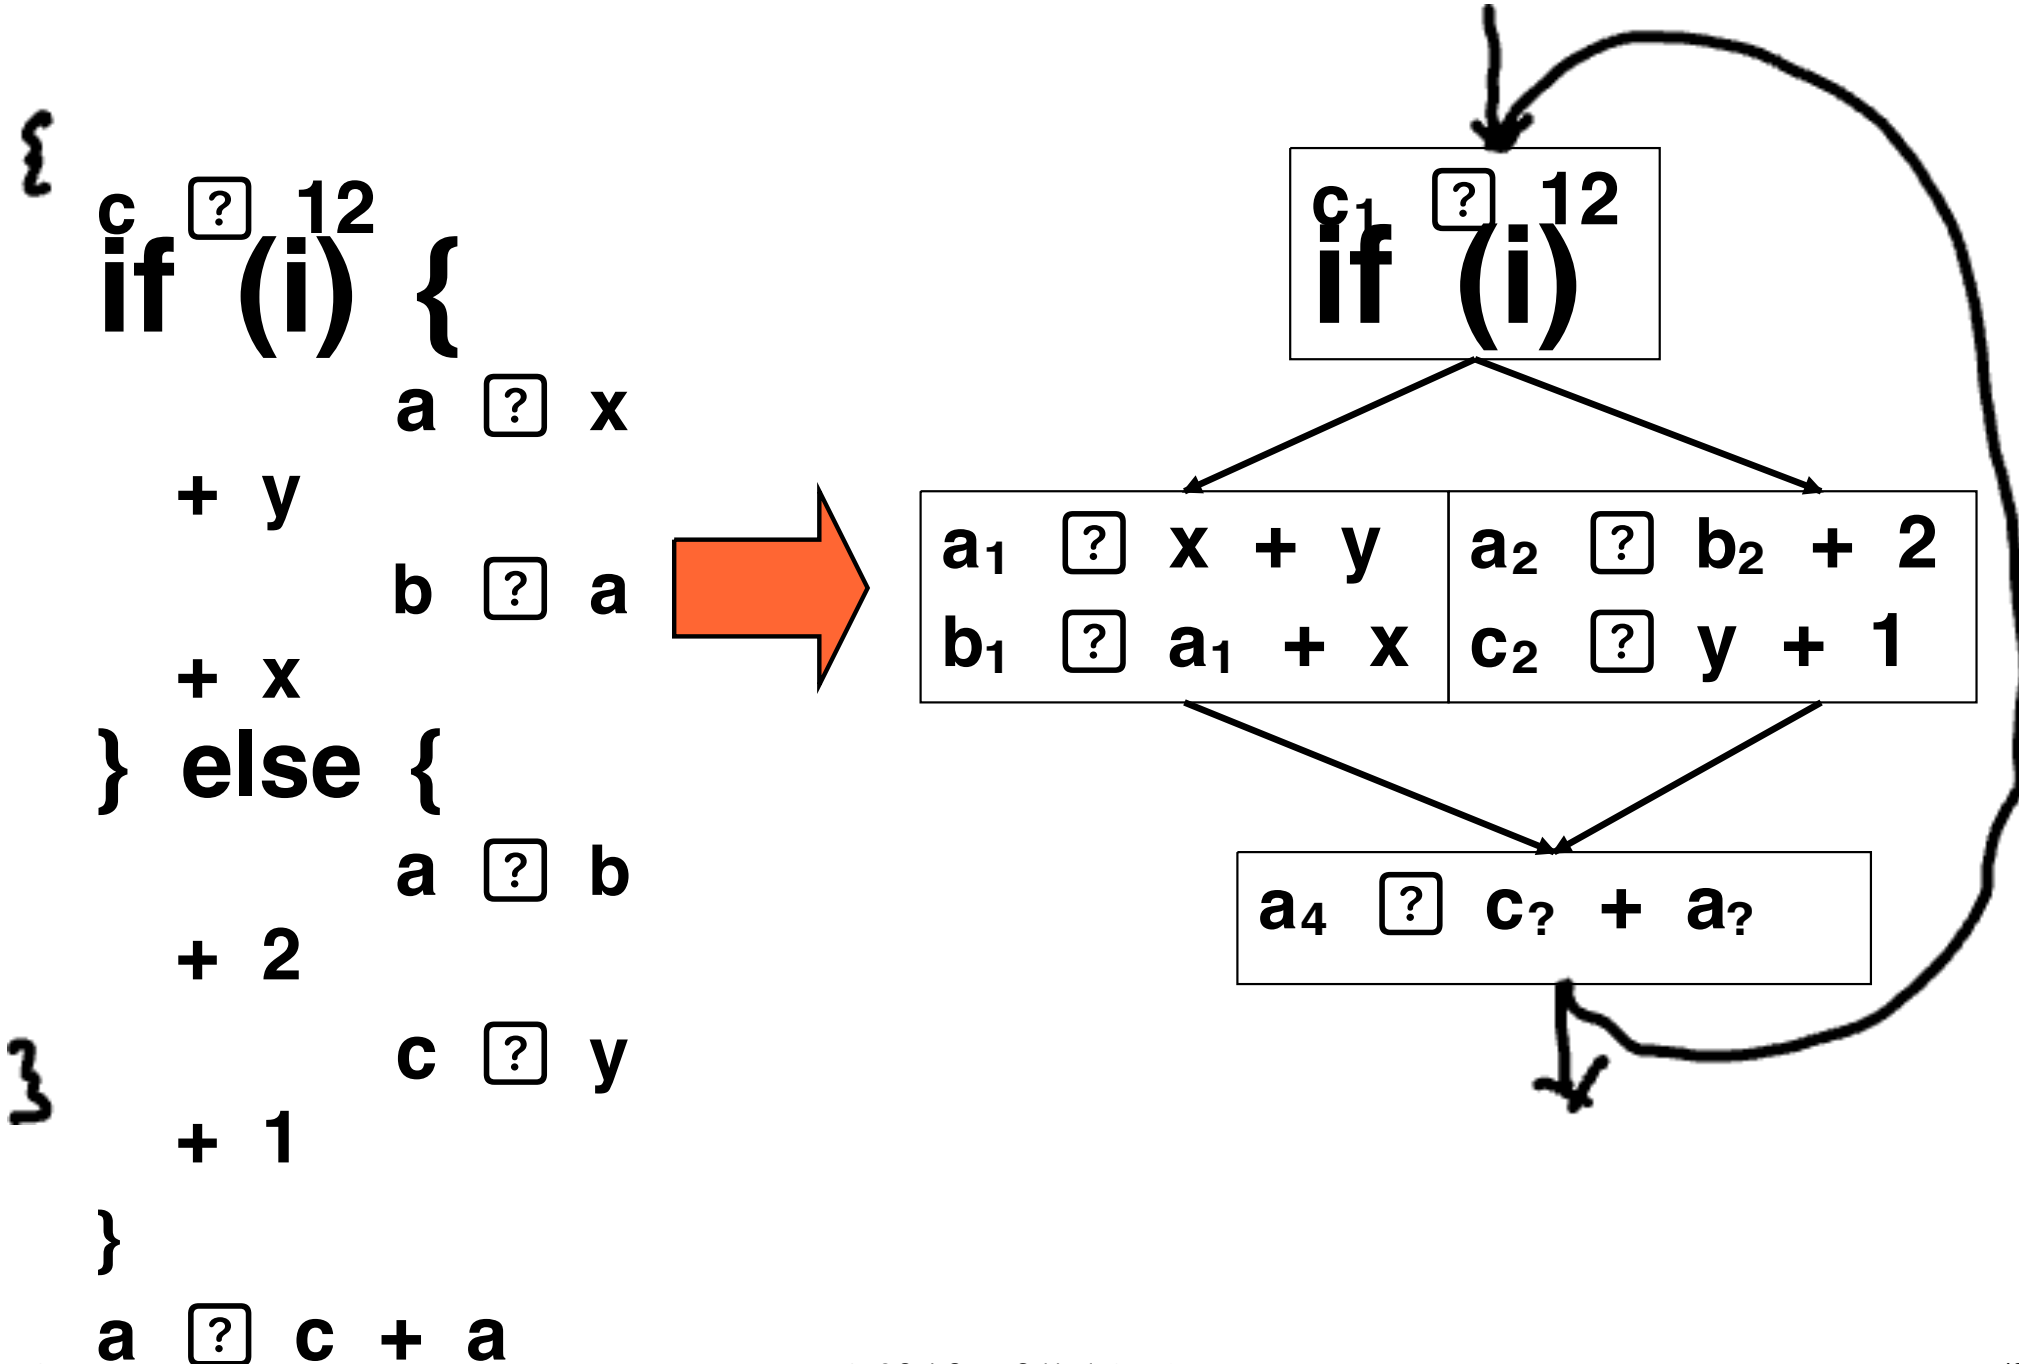 {
c ⍰ 12
if (i) {
a ⍰ x
+ y
b ⍰ a
+ x
} else {
a ⍰ b
+ 2
c ⍰ y
+ 1
}
}
a ⍰ c + a
c₁ ⍰ 12
if (i)
a₁ ⍰ x + y
b₁ ⍰ a₁ + x
a₂ ⍰ b₂ + 2
c₂ ⍰ y + 1
a₄ ⍰ c? + a?